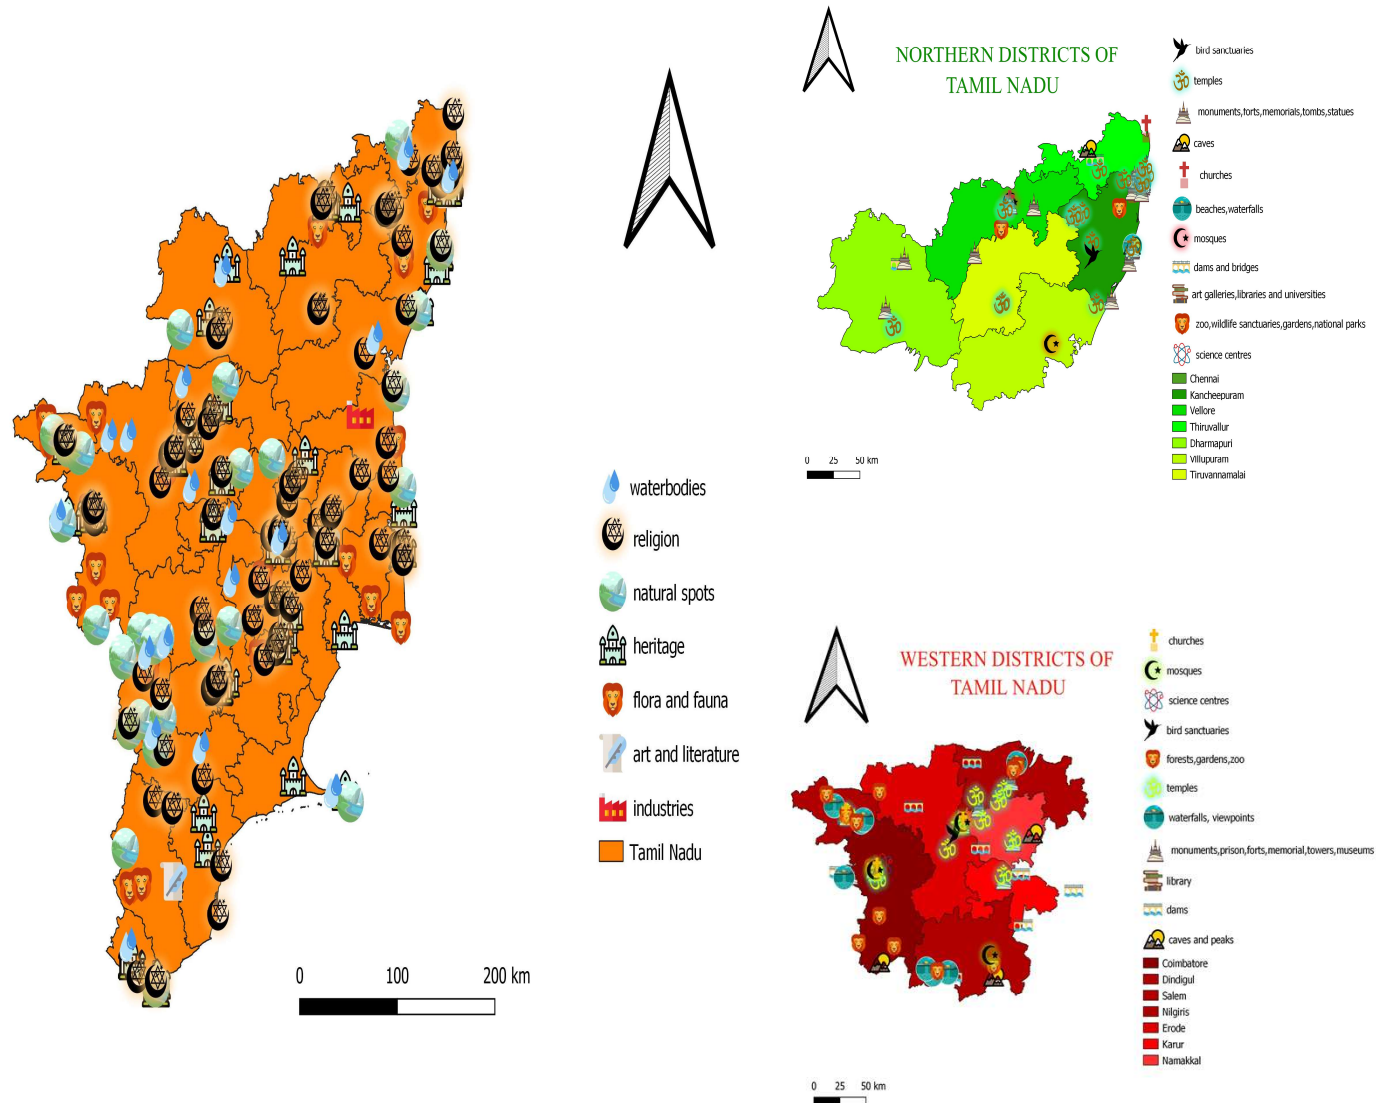 waterbodies
religion
natural spots
heritage
flora and fauna
art and literature
industries
Tamil Nadu
0 100 200 km
NORTHERN DISTRICTS OF
TAMIL NADU
bird sanctuaries
temples
monuments,forts,memorials,tombs,statues
caves
churches
beaches,waterfalls
mosques
dams and bridges
art galleries,libraries and universities
zoo,wildlife sanctuaries,gardens,national parks
science centres
Chennai
Kancheepuram
Vellore
Thiruvallur
Dharmapuri
Villupuram
Tiruvannamalai
0 25 50 km
WESTERN DISTRICTS OF
TAMIL NADU
churches
mosques
science centres
bird sanctuaries
forests,gardens,zoo
temples
waterfalls, viewpoints
monuments,prison,forts,memorial,towers,museums
library
dams
caves and peaks
Coimbatore
Dindigul
Salem
Nilgiris
Erode
Karur
Namakkal
0 25 50 km